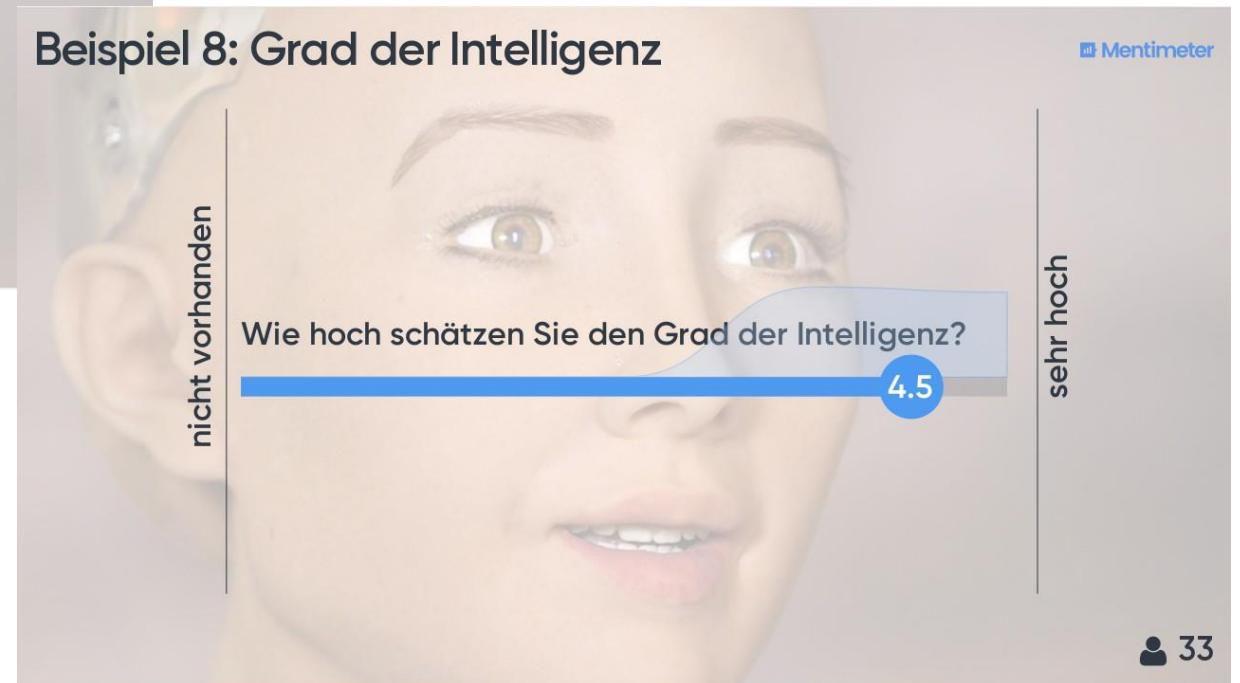 Beispiel 8: Grad der Intelligenz
Mentimeter
nicht vorhanden
Wie hoch schätzen Sie den Grad der Intelligenz?
4.5
sehr hoch
33